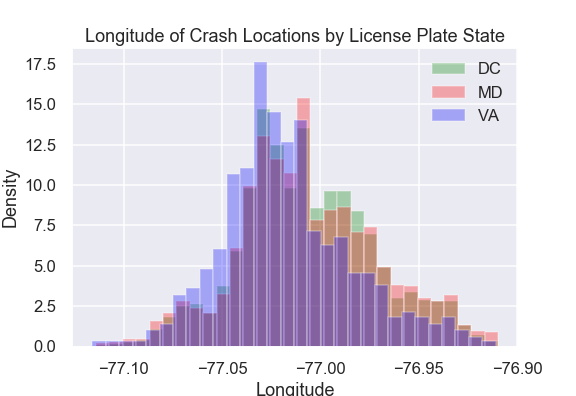 Longitude of Crash Locations by License Plate State
DC
MD
VA
Density
17.5
15.0
12.5
10.0
7.5
5.0
2.5
0.0
−77.10
−77.05
−77.00
−76.95
−76.90
Longitude